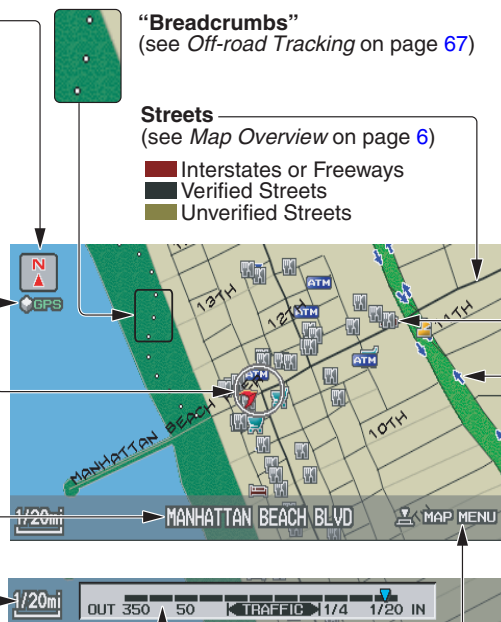 “Breadcrumbs”
(see Off-road Tracking on page 67)
Streets
(see Map Overview on page 6)
Interstates or Freeways
Verified Streets
Unverified Streets
N
GPS
13TH
12TH
11TH
10TH
ATM
ATM
ATM
ATM
MANHATTAN BEACH PIER
1/20mi
MANHATTAN BEACH BLVD
MAP MENU
1/20mi
OUT 350 50 TRAFFIC 1/4 1/20 IN